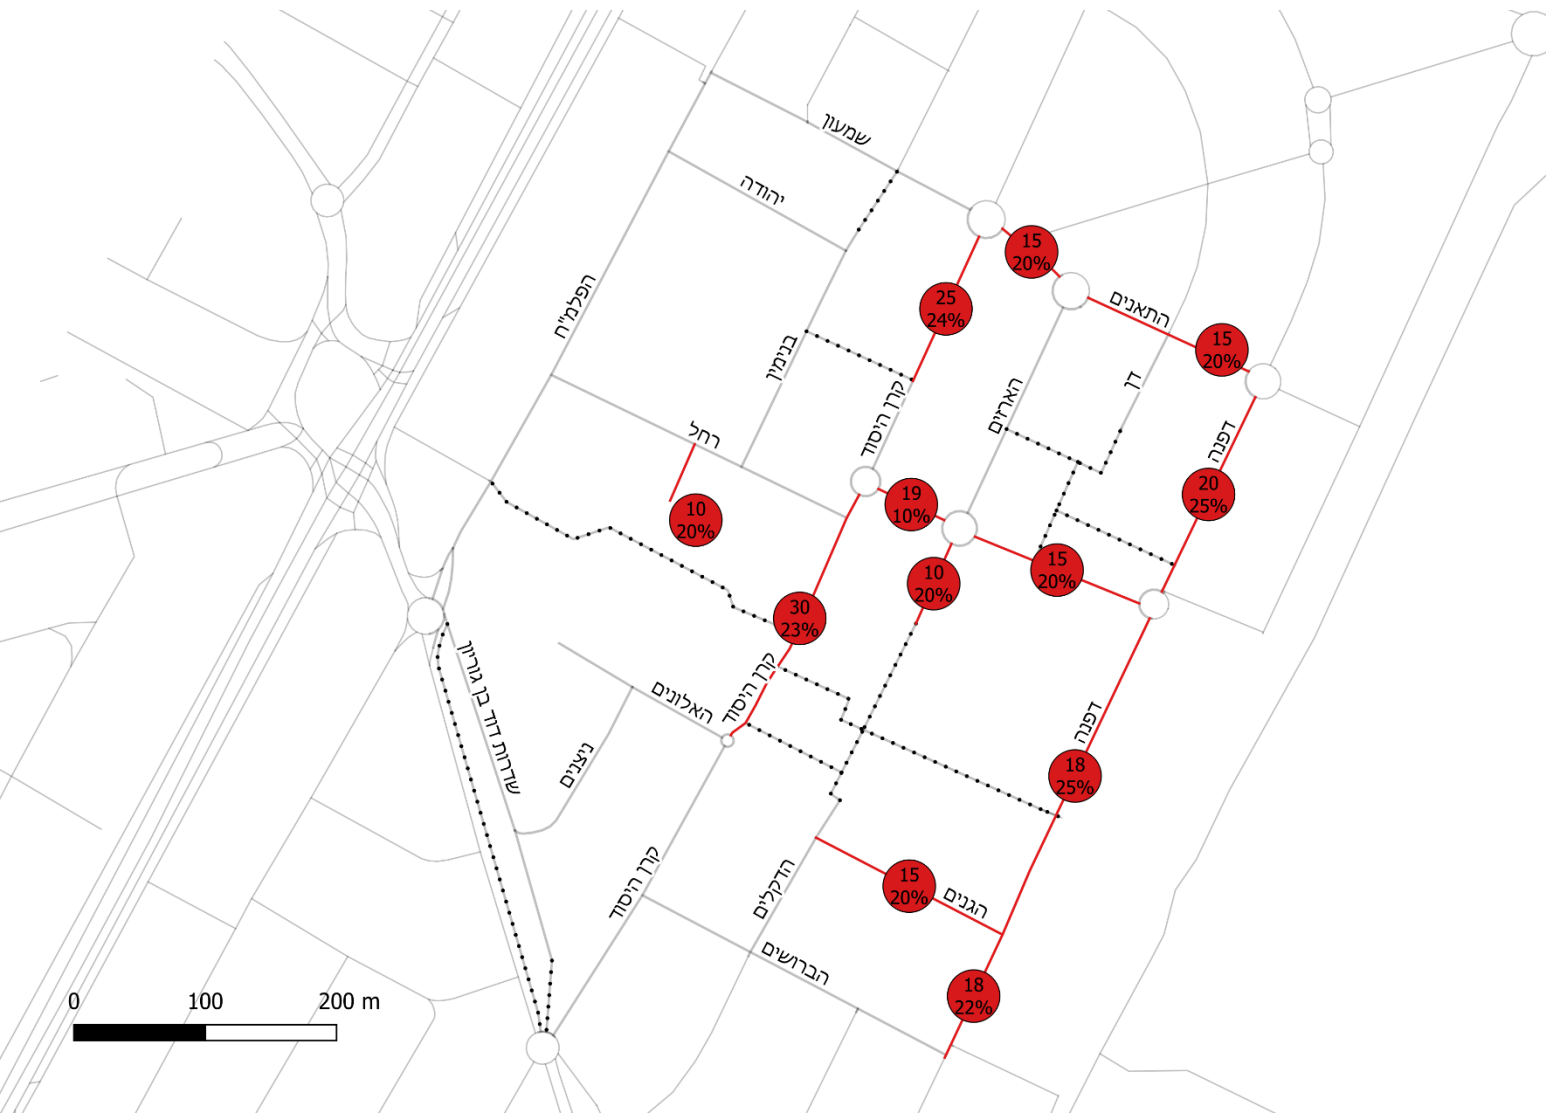 שמעון
יהודה
15
20%
25
24%
התאנים
הפלמ"ח
15
20%
בנימין
דן
קרן היסוד
הארזים
רחל
דפנה
20
25%
19
10%
10
20%
15
20%
10
20%
30
23%
קרן היסוד
האלונים
שדרות דוד בן גוריון
דפנה
ניצנים
18
25%
קרן היסוד
הדקלים
15
20%
הגנים
הברושים
18
22%
0 100 200 m